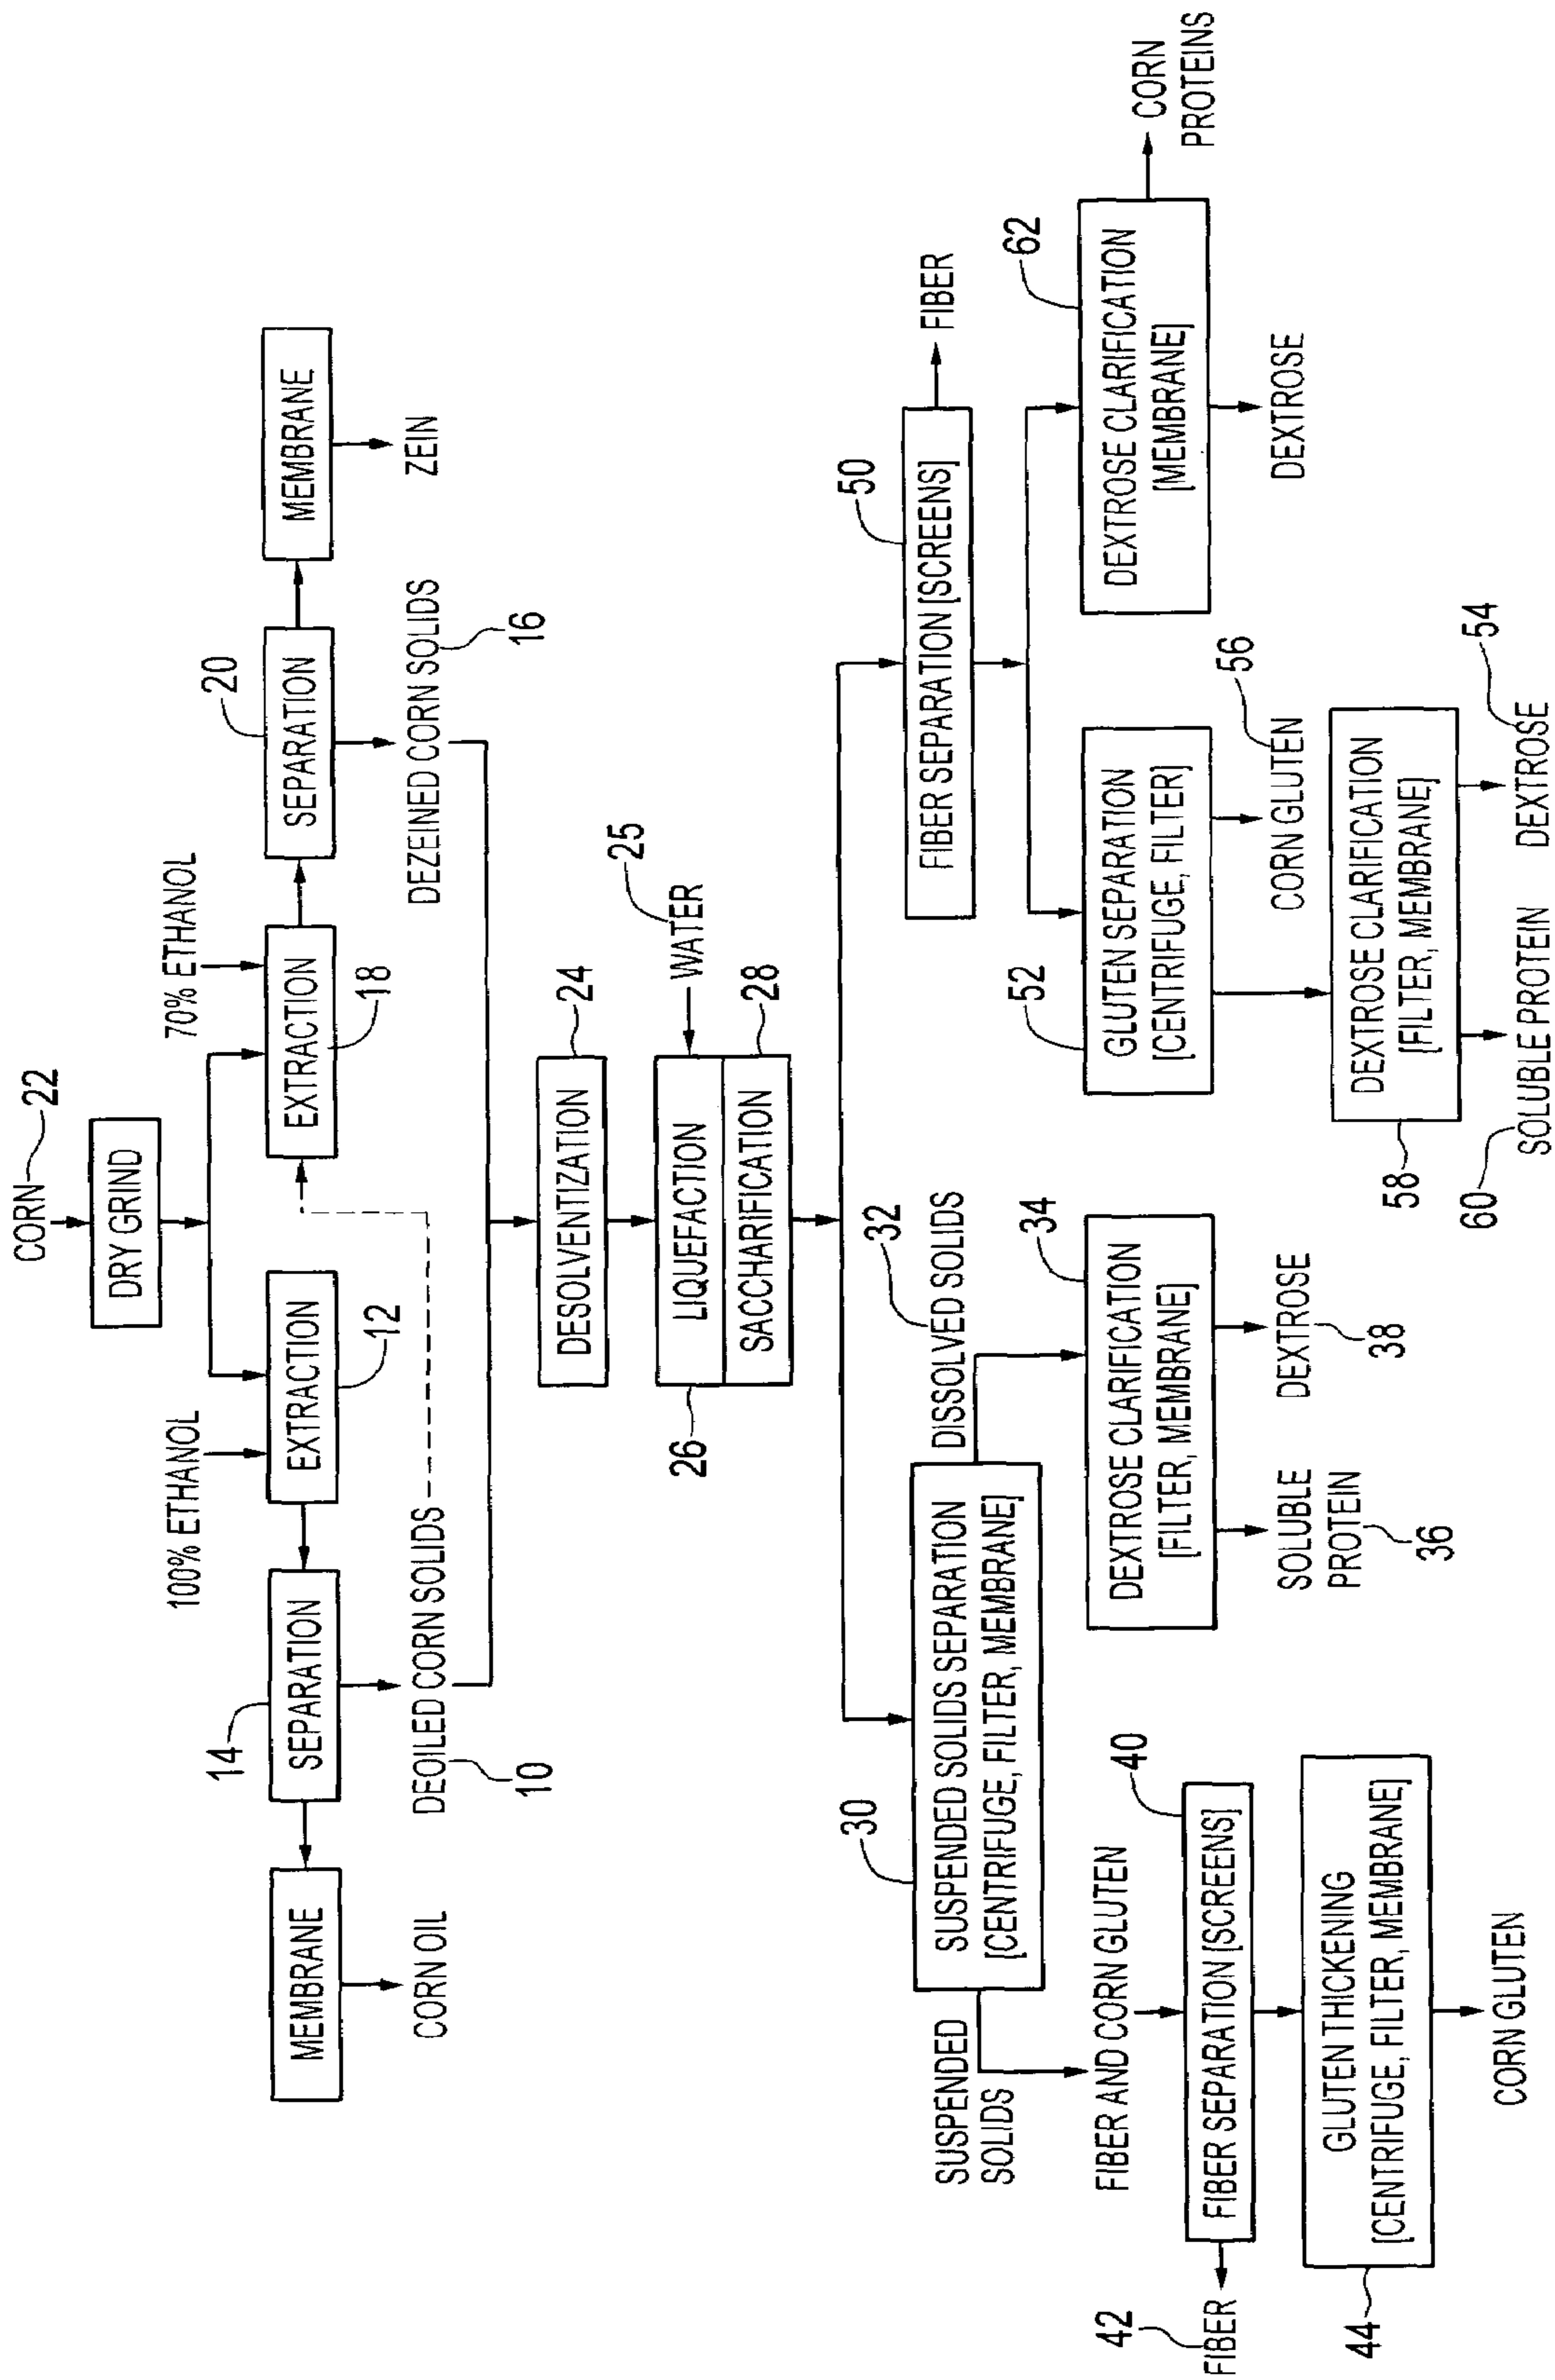 CORN
22
DRY GRIND
100% ETHANOL
70% ETHANOL
MEMBRANE
14
SEPARATION
EXTRACTION
12
EXTRACTION
18
20
SEPARATION
MEMBRANE
CORN OIL
DEOILED CORN SOLIDS
10
DEZEINED CORN SOLIDS
16
ZEIN
DESOLVENTIZATION
24
25
WATER
26
LIQUEFACTION
SACCHARIFICATION
28
30
SUSPENDED SOLIDS SEPARATION
[CENTRIFUGE, FILTER, MEMBRANE]
SUSPENDED
SOLIDS
32
DISSOLVED SOLIDS
34
DEXTROSE CLARIFICATION
[FILTER, MEMBRANE]
SOLUBLE
PROTEIN
36
DEXTROSE
38
FIBER AND CORN GLUTEN
40
FIBER SEPARATION [SCREENS]
42
FIBER
44
GLUTEN THICKENING
[CENTRIFUGE, FILTER, MEMBRANE]
CORN GLUTEN
50
FIBER SEPARATION [SCREENS]
FIBER
52
GLUTEN SEPARATION
[CENTRIFUGE, FILTER]
56
CORN GLUTEN
58
DEXTROSE CLARIFICATION
[FILTER, MEMBRANE]
60
SOLUBLE PROTEIN
54
DEXTROSE
62
DEXTROSE CLARIFICATION
[MEMBRANE]
CORN
PROTEINS
DEXTROSE